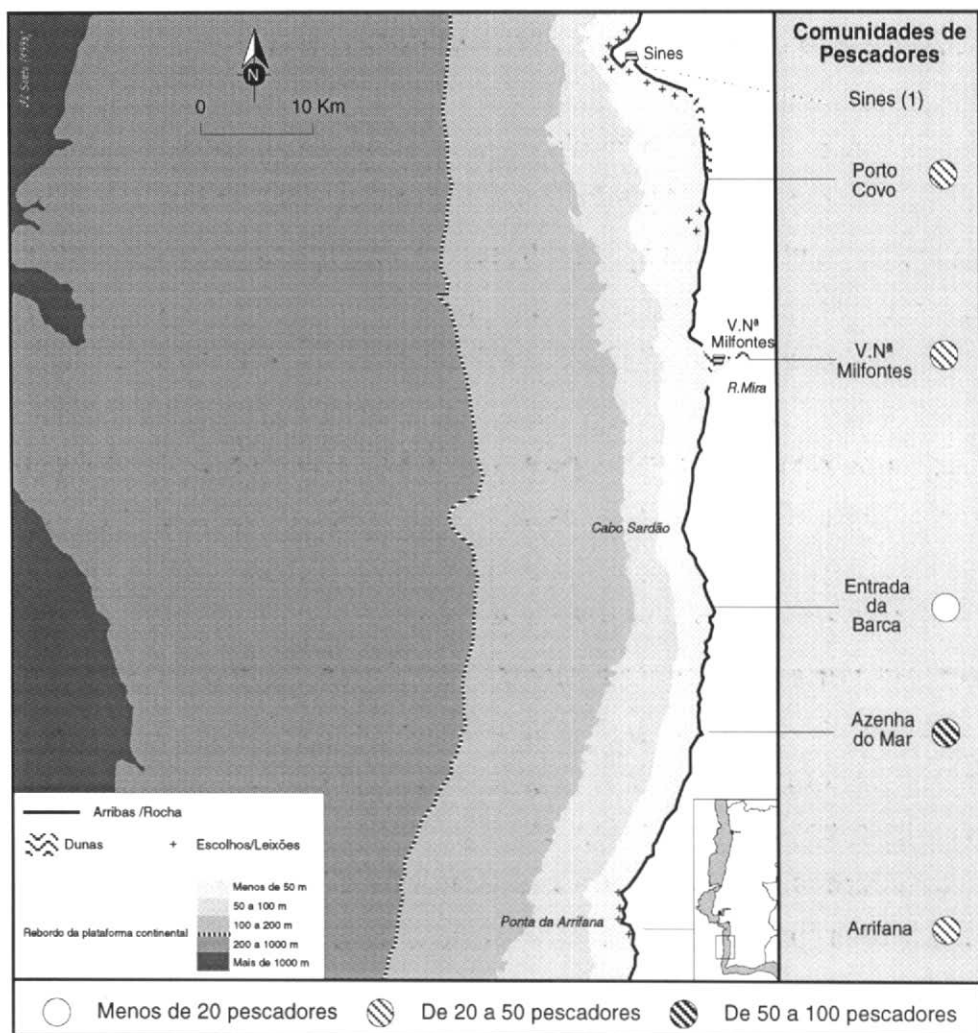 Comunidades de
Pescadores
Sines
Sines (1)
N
0 10 Km
Porto
Covo
V.Nª
Milfontes
V.Nª
Milfontes
R.Mira
Cabo Sardão
Entrada
da
Barca
Azenha
do Mar
Arribas /Rocha
Dunas
+ Escolhos/Leixões
Menos de 50 m
50 a 100 m
100 a 200 m
Rebordo da plataforma continental
200 a 1000 m
Mais de 1000 m
Ponta da Arrifana
Arrifana
Menos de 20 pescadores
De 20 a 50 pescadores
De 50 a 100 pescadores